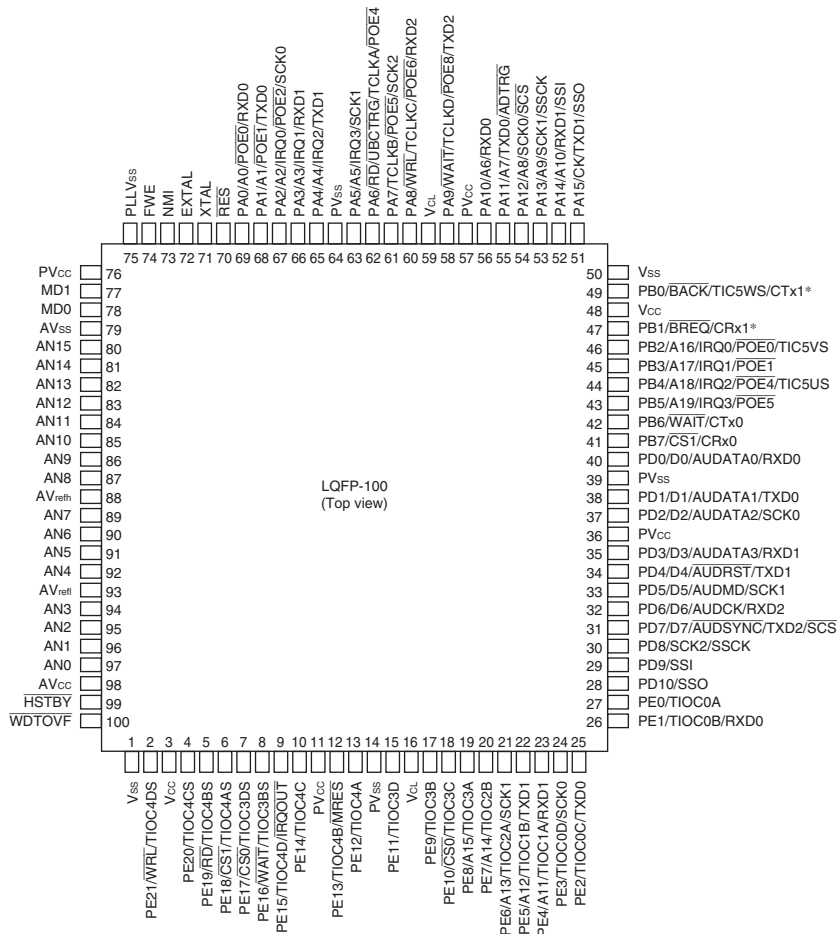 PLLVss
FWE
NMI
EXTAL
XTAL
RES
PA0/A0/POE0/RXD0
PA1/A1/POE1/TXD0
PA2/A2/IRQ0/POE2/SCK0
PA3/A3/IRQ1/RXD1
PA4/A4/IRQ2/TXD1
PVss
PA5/A5/IRQ3/SCK1
PA6/RD/UBCTRG/TCLKA/POE4
PA7/TCLKB/POE5/SCK2
PA8/WRL/TCLKC/POE6/RXD2
VCL
PA9/WAIT/TCLKD/POE8/TXD2
PVcc
PA10/A6/RXD0
PA11/A7/TXD0/ADTRG
PA12/A8/SCK0/SCS
PA13/A9/SCK1/SSCK
PA14/A10/RXD1/SSI
PA15/CK/TXD1/SSO
75 74 73 72 71 70 69 68 67 66 65 64 63 62 61 60 59 58 57 56 55 54 53 52 51
PVcc 76
MD1 77
MD0 78
AVss 79
AN15 80
AN14 81
AN13 82
AN12 83
AN11 84
AN10 85
AN9 86
AN8 87
AVrefh 88
AN7 89
AN6 90
AN5 91
AN4 92
AVrefl 93
AN3 94
AN2 95
AN1 96
AN0 97
AVcc 98
HSTBY 99
WDTOVF 100
LQFP-100
(Top view)
50 Vss
49 PB0/BACK/TIC5WS/CTx1*
48 Vcc
47 PB1/BREQ/CRx1*
46 PB2/A16/IRQ0/POE0/TIC5VS
45 PB3/A17/IRQ1/POE1
44 PB4/A18/IRQ2/POE4/TIC5US
43 PB5/A19/IRQ3/POE5
42 PB6/WAIT/CTx0
41 PB7/CS1/CRx0
40 PD0/D0/AUDATA0/RXD0
39 PVss
38 PD1/D1/AUDATA1/TXD0
37 PD2/D2/AUDATA2/SCK0
36 PVcc
35 PD3/D3/AUDATA3/RXD1
34 PD4/D4/AUDRST/TXD1
33 PD5/D5/AUDMD/SCK1
32 PD6/D6/AUDCK/RXD2
31 PD7/D7/AUDSYNC/TXD2/SCS
30 PD8/SCK2/SSCK
29 PD9/SSI
28 PD10/SSO
27 PE0/TIOC0A
26 PE1/TIOC0B/RXD0
1 2 3 4 5 6 7 8 9 10 11 12 13 14 15 16 17 18 19 20 21 22 23 24 25
Vss
PE21/WRL/TIOC4DS
Vcc
PE20/TIOC4CS
PE19/RD/TIOC4BS
PE18/CS1/TIOC4AS
PE17/CS0/TIOC3DS
PE16/WAIT/TIOC3BS
PE15/TIOC4D/IRQOUT
PE14/TIOC4C
PVcc
PE13/TIOC4B/MRES
PE12/TIOC4A
PVss
PE11/TIOC3D
VCL
PE9/TIOC3B
PE10/CS0/TIOC3C
PE8/A15/TIOC3A
PE7/A14/TIOC2B
PE6/A13/TIOC2A/SCK1
PE5/A12/TIOC1B/TXD1
PE4/A11/TIOC1A/RXD1
PE3/TIOC0D/SCK0
PE2/TIOC0C/TXD0